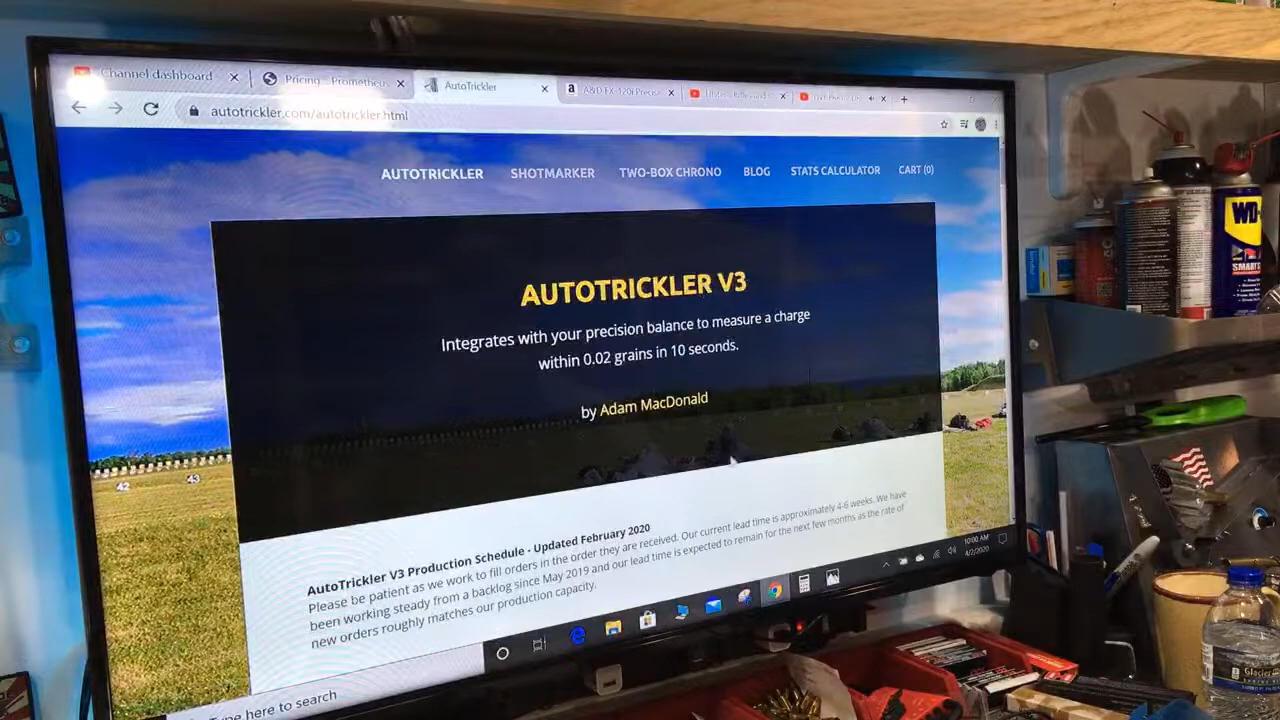 Channel dashboard
Pricing - Prometheus
AutoTrickler
A&D FX-120i Precis
autotrickler.com/autotrickler.html
AUTOTRICKLER
SHOTMARKER
TWO-BOX CHRONO
BLOG
STATS CALCULATOR
CART (0)
AUTOTRICKLER V3
Integrates with your precision balance to measure a charge
within 0.02 grains in 10 seconds.
by Adam MacDonald
42
43
AutoTrickler V3 Production Schedule - Updated February 2020
Please be patient as we work to fill orders in the order they are received. Our current lead time is approximately 4-6 weeks. We have
been working steady from a backlog since May 2019 and our lead time is expected to remain for the next few months as the rate of
new orders roughly matches our production capacity.
Type here to search
10:00 AM
4/2/2020
WD-
SMART
Glacier